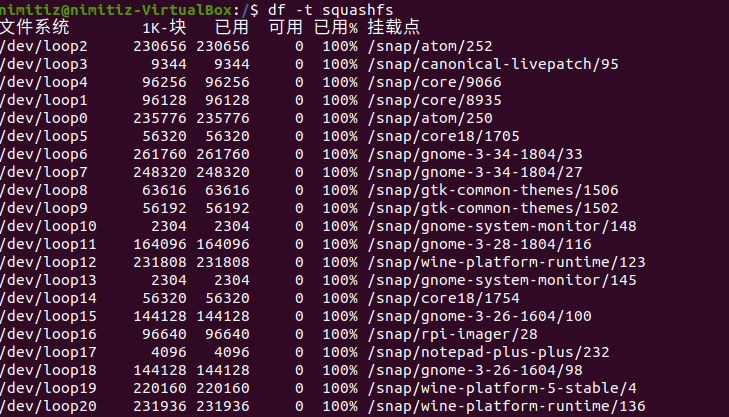 nimitiz@nimitiz-VirtualBox:/$ df -t squashfs
文件系统 1K-块 已用 可用 已用% 挂载点
/dev/loop2 230656 230656 0 100% /snap/atom/252
/dev/loop3 9344 9344 0 100% /snap/canonical-livepatch/95
/dev/loop4 96256 96256 0 100% /snap/core/9066
/dev/loop1 96128 96128 0 100% /snap/core/8935
/dev/loop0 235776 235776 0 100% /snap/atom/250
/dev/loop5 56320 56320 0 100% /snap/core18/1705
/dev/loop6 261760 261760 0 100% /snap/gnome-3-34-1804/33
/dev/loop7 248320 248320 0 100% /snap/gnome-3-34-1804/27
/dev/loop8 63616 63616 0 100% /snap/gtk-common-themes/1506
/dev/loop9 56192 56192 0 100% /snap/gtk-common-themes/1502
/dev/loop10 2304 2304 0 100% /snap/gnome-system-monitor/148
/dev/loop11 164096 164096 0 100% /snap/gnome-3-28-1804/116
/dev/loop12 231808 231808 0 100% /snap/wine-platform-runtime/123
/dev/loop13 2304 2304 0 100% /snap/gnome-system-monitor/145
/dev/loop14 56320 56320 0 100% /snap/core18/1754
/dev/loop15 144128 144128 0 100% /snap/gnome-3-26-1604/100
/dev/loop16 96640 96640 0 100% /snap/rpi-imager/28
/dev/loop17 4096 4096 0 100% /snap/notepad-plus-plus/232
/dev/loop18 144128 144128 0 100% /snap/gnome-3-26-1604/98
/dev/loop19 220160 220160 0 100% /snap/wine-platform-5-stable/4
/dev/loop20 231936 231936 0 100% /snap/wine-platform-runtime/136